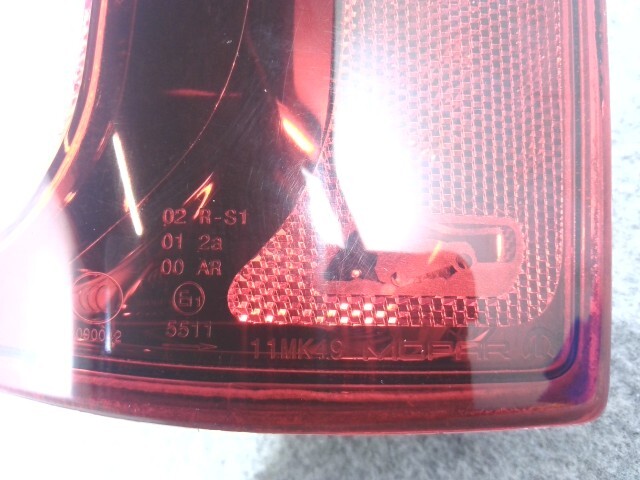 02 R-S1
01 2a
00 AR
E1
5511
11MK49 MOPAR